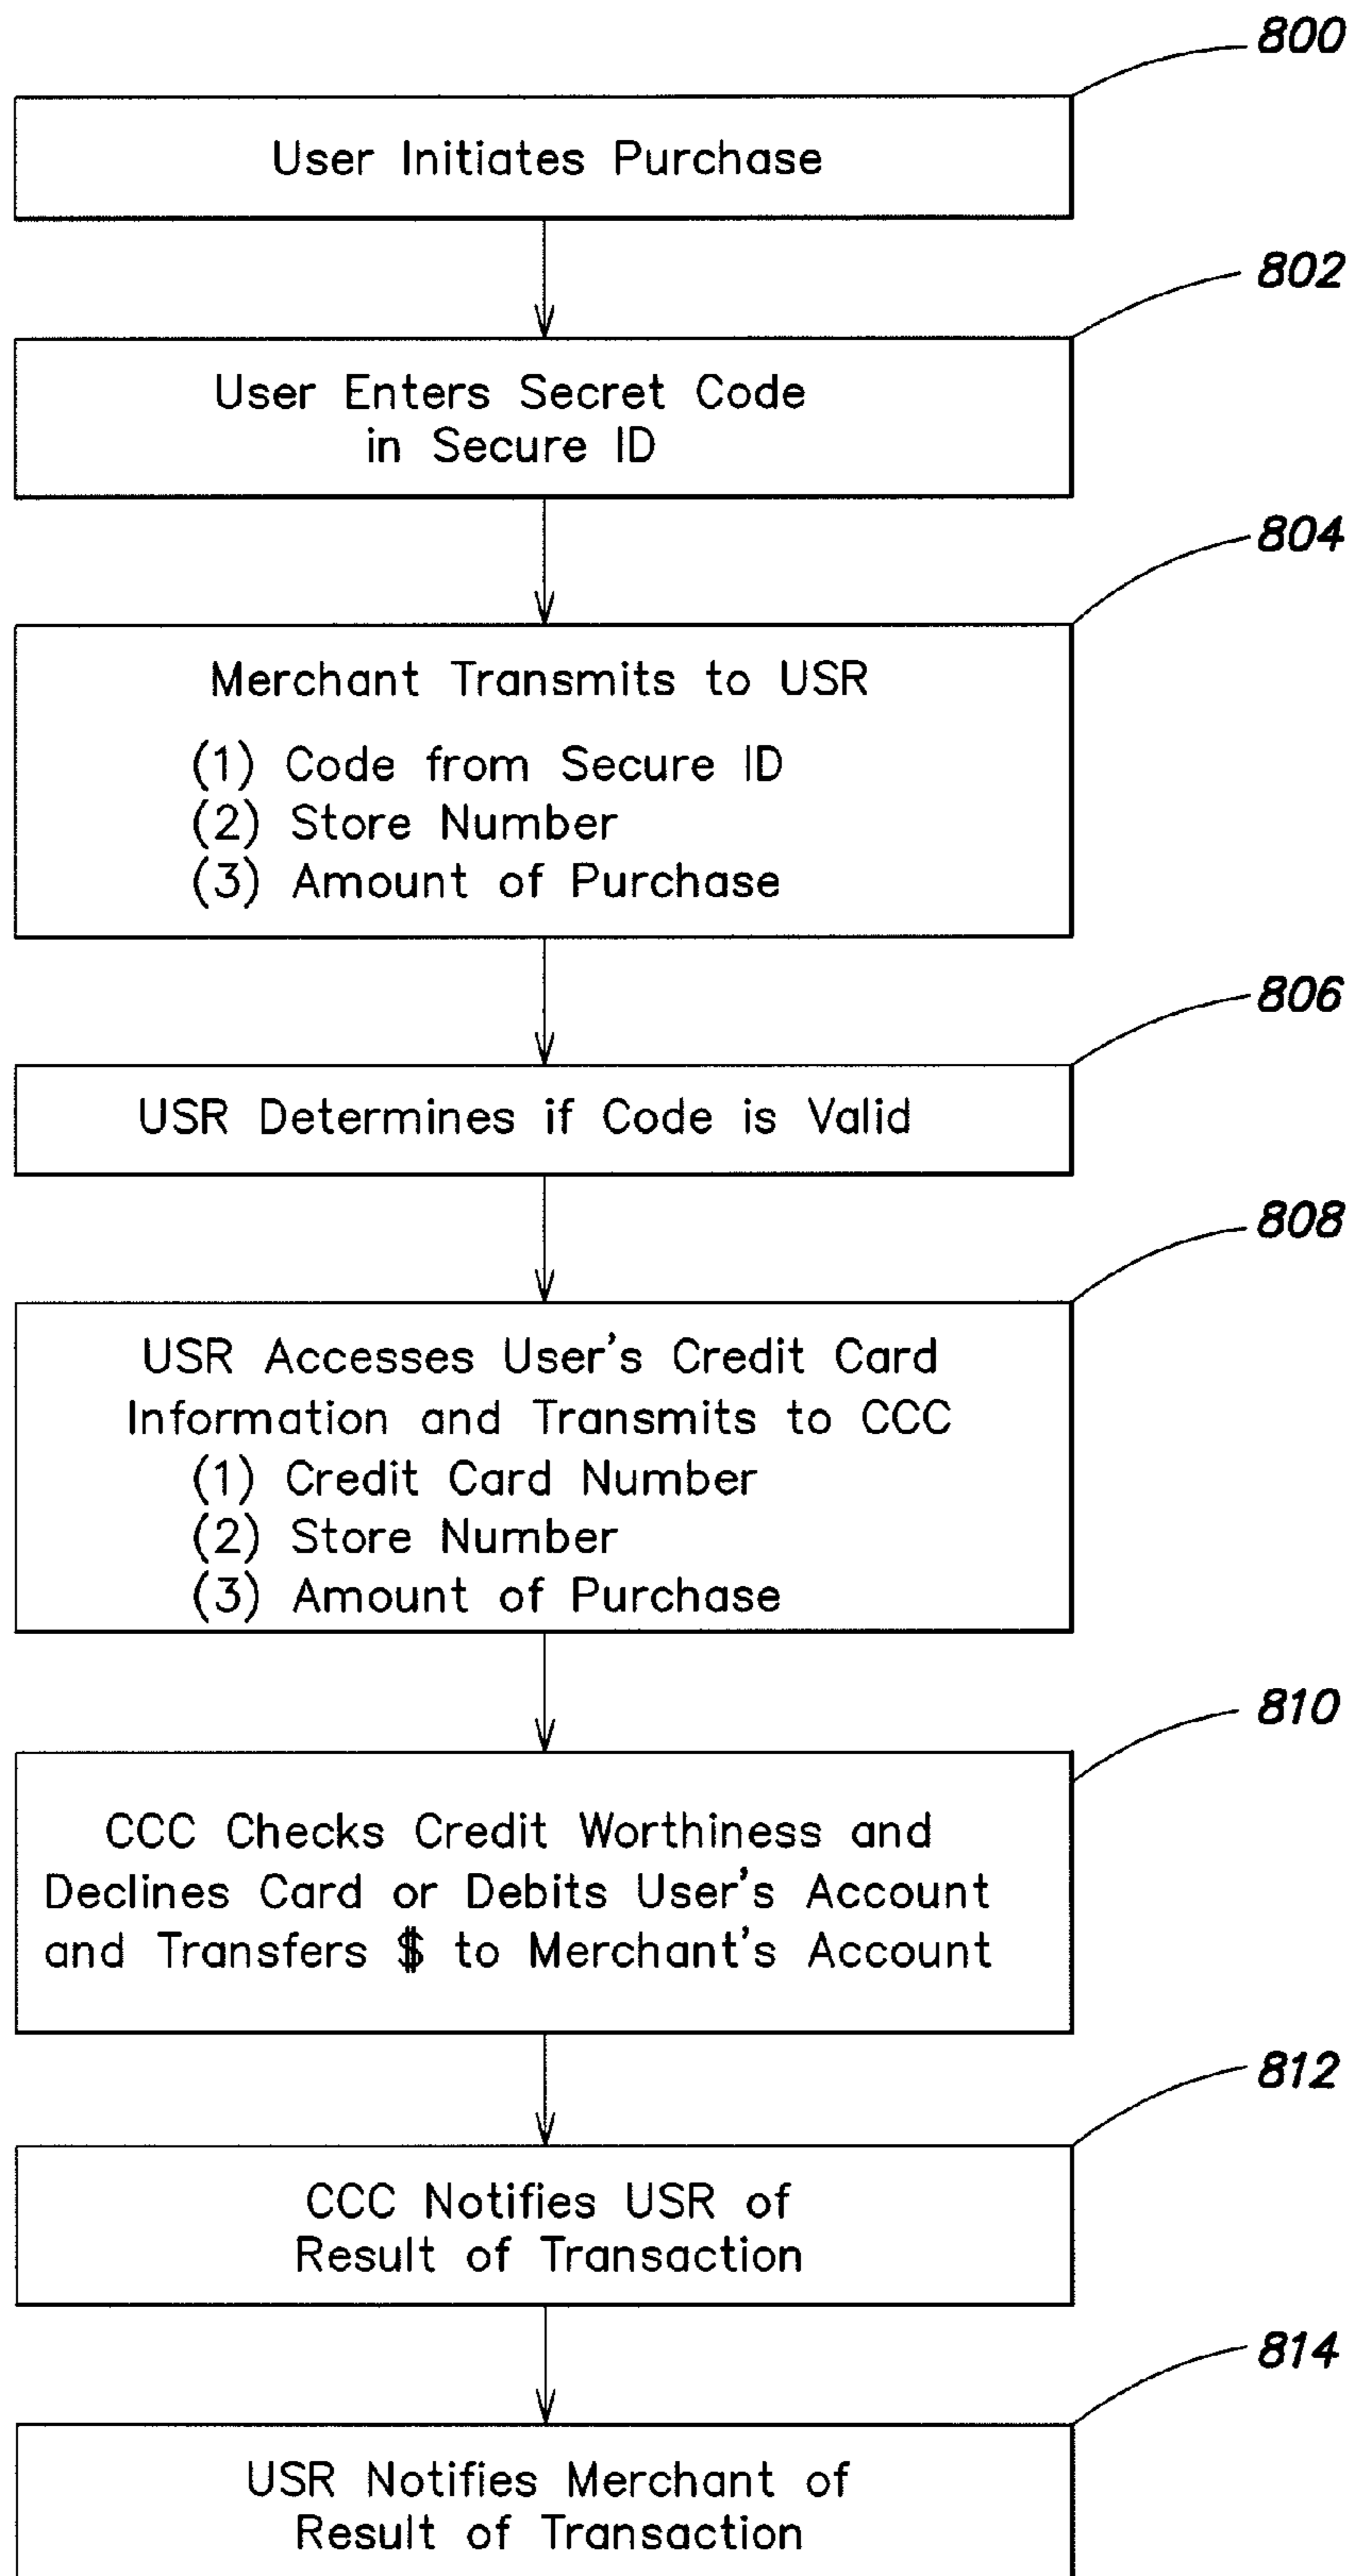 800
User Initiates Purchase
802
User Enters Secret Code
in Secure ID
804
Merchant Transmits to USR
(1) Code from Secure ID
(2) Store Number
(3) Amount of Purchase
806
USR Determines if Code is Valid
808
USR Accesses User's Credit Card
Information and Transmits to CCC
(1) Credit Card Number
(2) Store Number
(3) Amount of Purchase
810
CCC Checks Credit Worthiness and
Declines Card or Debits User's Account
and Transfers $ to Merchant's Account
812
CCC Notifies USR of
Result of Transaction
814
USR Notifies Merchant of
Result of Transaction